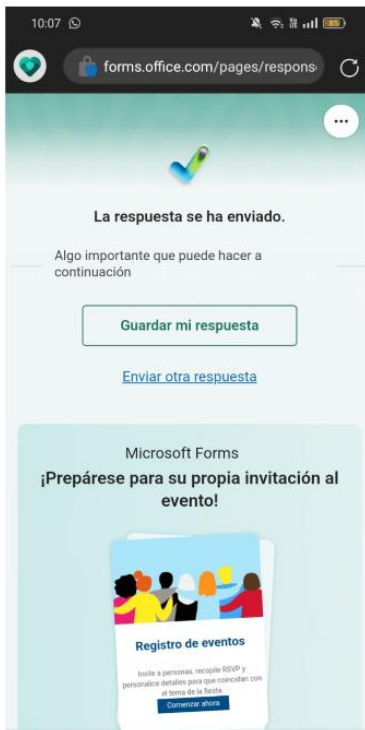 10:07
85
forms.office.com/pages/respons
La respuesta se ha enviado.
Algo importante que puede hacer a
continuación
Guardar mi respuesta
Enviar otra respuesta
Microsoft Forms
¡Prepárese para su propia invitación al
evento!
Registro de eventos
Invite a personas, recopile RSVP y
personalice detalles para que coincidan con
el tema de la fiesta.
Comenzar ahora